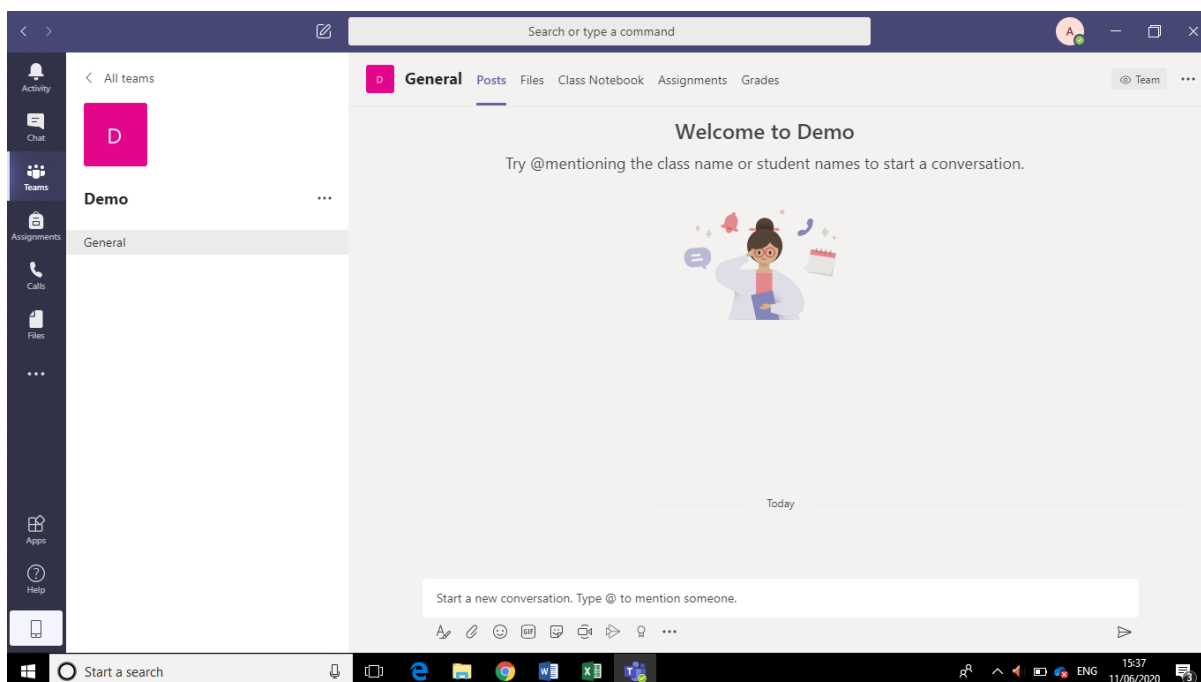 Search or type a command
A
Activity
Chat
Teams
Assignments
Calls
Files
Apps
Help
All teams
D
Demo
General
D General Posts Files Class Notebook Assignments Grades
Team
Welcome to Demo
Try @mentioning the class name or student names to start a conversation.
Today
Start a new conversation. Type @ to mention someone.
GIF
Start a search
ENG
15:37
11/06/2020
3